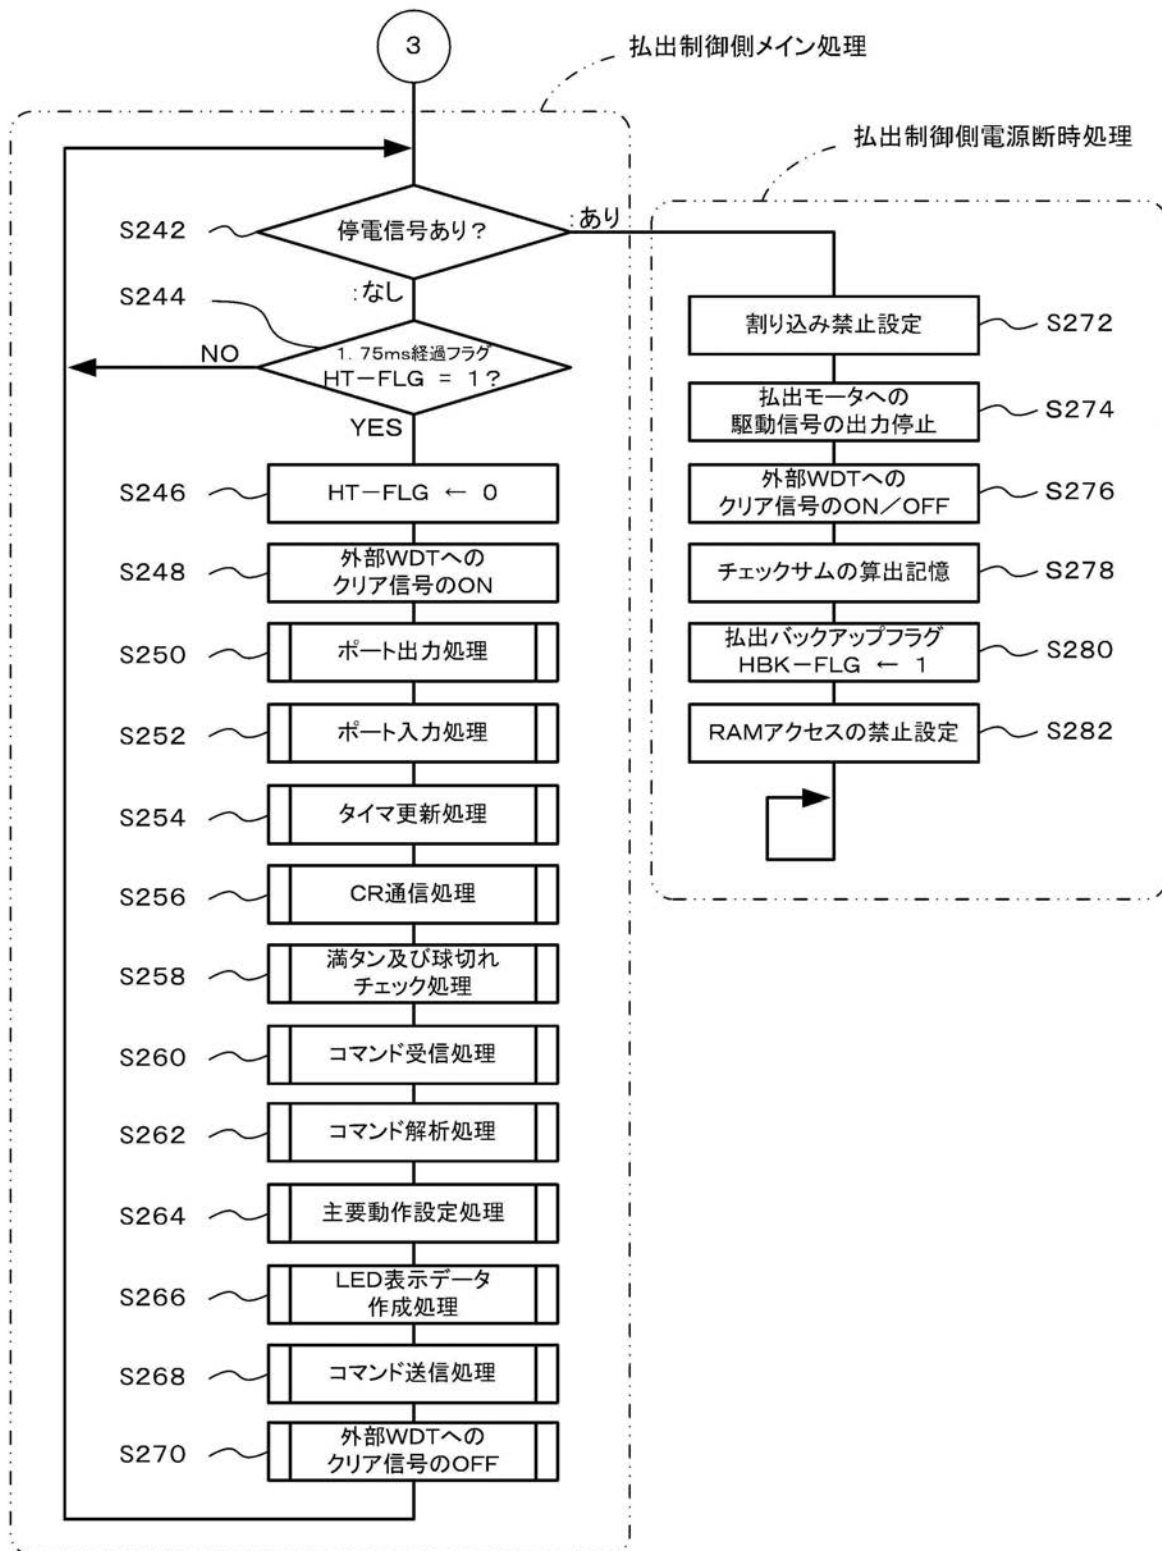 3
払出制御側メイン処理
払出制御側電源断時処理
S242
停電信号あり？
:あり
:なし
S244
1．75ms経過フラグ
HT－FLG ＝ 1？
NO
YES
S246
HT－FLG ← 0
S248
外部WDTへの
クリア信号のON
S250
ポート出力処理
S252
ポート入力処理
S254
タイマ更新処理
S256
CR通信処理
S258
満タン及び球切れ
チェック処理
S260
コマンド受信処理
S262
コマンド解析処理
S264
主要動作設定処理
S266
LED表示データ
作成処理
S268
コマンド送信処理
S270
外部WDTへの
クリア信号のOFF
割り込み禁止設定
S272
払出モータへの
駆動信号の出力停止
S274
外部WDTへの
クリア信号のON／OFF
S276
チェックサムの算出記憶
S278
払出バックアップフラグ
HBK－FLG ← 1
S280
RAMアクセスの禁止設定
S282